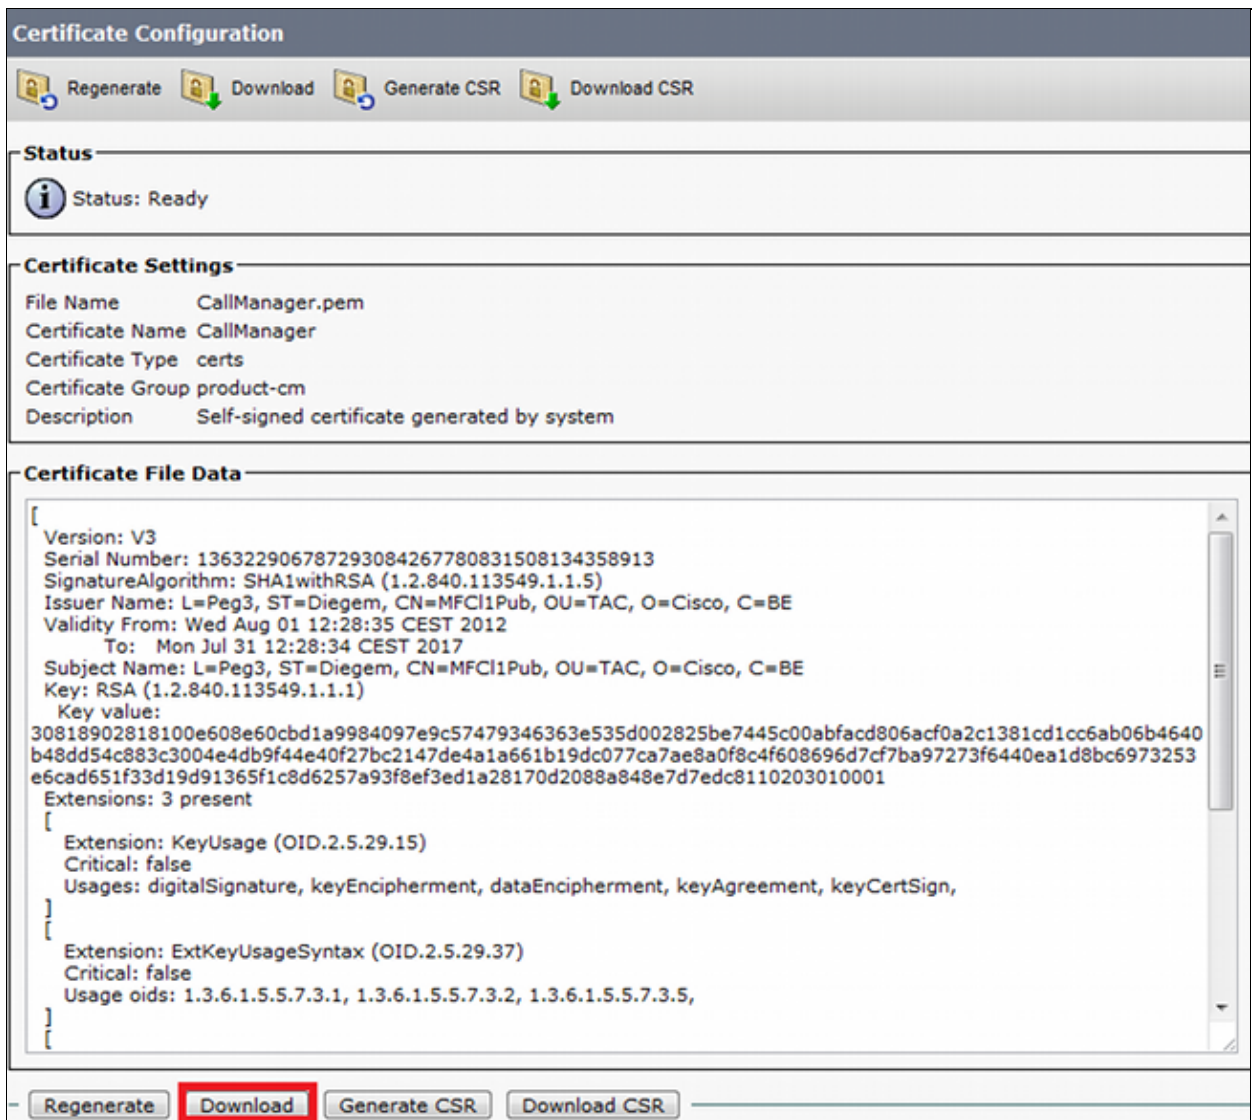 Certificate Configuration
Regenerate Download Generate CSR Download CSR
Status
Status: Ready
Certificate Settings
File Name CallManager.pem
Certificate Name CallManager
Certificate Type certs
Certificate Group product-cm
Description Self-signed certificate generated by system
Certificate File Data
[
Version: V3
Serial Number: 136322906787293084267780831508134358913
SignatureAlgorithm: SHA1withRSA (1.2.840.113549.1.1.5)
Issuer Name: L=Peg3, ST=Diegem, CN=MFCl1Pub, OU=TAC, O=Cisco, C=BE
Validity From: Wed Aug 01 12:28:35 CEST 2012
To: Mon Jul 31 12:28:34 CEST 2017
Subject Name: L=Peg3, ST=Diegem, CN=MFCl1Pub, OU=TAC, O=Cisco, C=BE
Key: RSA (1.2.840.113549.1.1.1)
Key value:
30818902818100e608e60cbd1a9984097e9c57479346363e535d002825be7445c00abfacd806acf0a2c1381cd1cc6ab06b4640
b48dd54c883c3004e4db9f44e40f27bc2147de4a1a661b19dc077ca7ae8a0f8c4f608696d7cf7ba97273f6440ea1d8bc6973253
e6cad651f33d19d91365f1c8d6257a93f8ef3ed1a28170d2088a848e7d7edc8110203010001
Extensions: 3 present
[
Extension: KeyUsage (OID.2.5.29.15)
Critical: false
Usages: digitalSignature, keyEncipherment, dataEncipherment, keyAgreement, keyCertSign,
]
[
Extension: ExtKeyUsageSyntax (OID.2.5.29.37)
Critical: false
Usage oids: 1.3.6.1.5.5.7.3.1, 1.3.6.1.5.5.7.3.2, 1.3.6.1.5.5.7.3.5,
]
[
Regenerate Download Generate CSR Download CSR